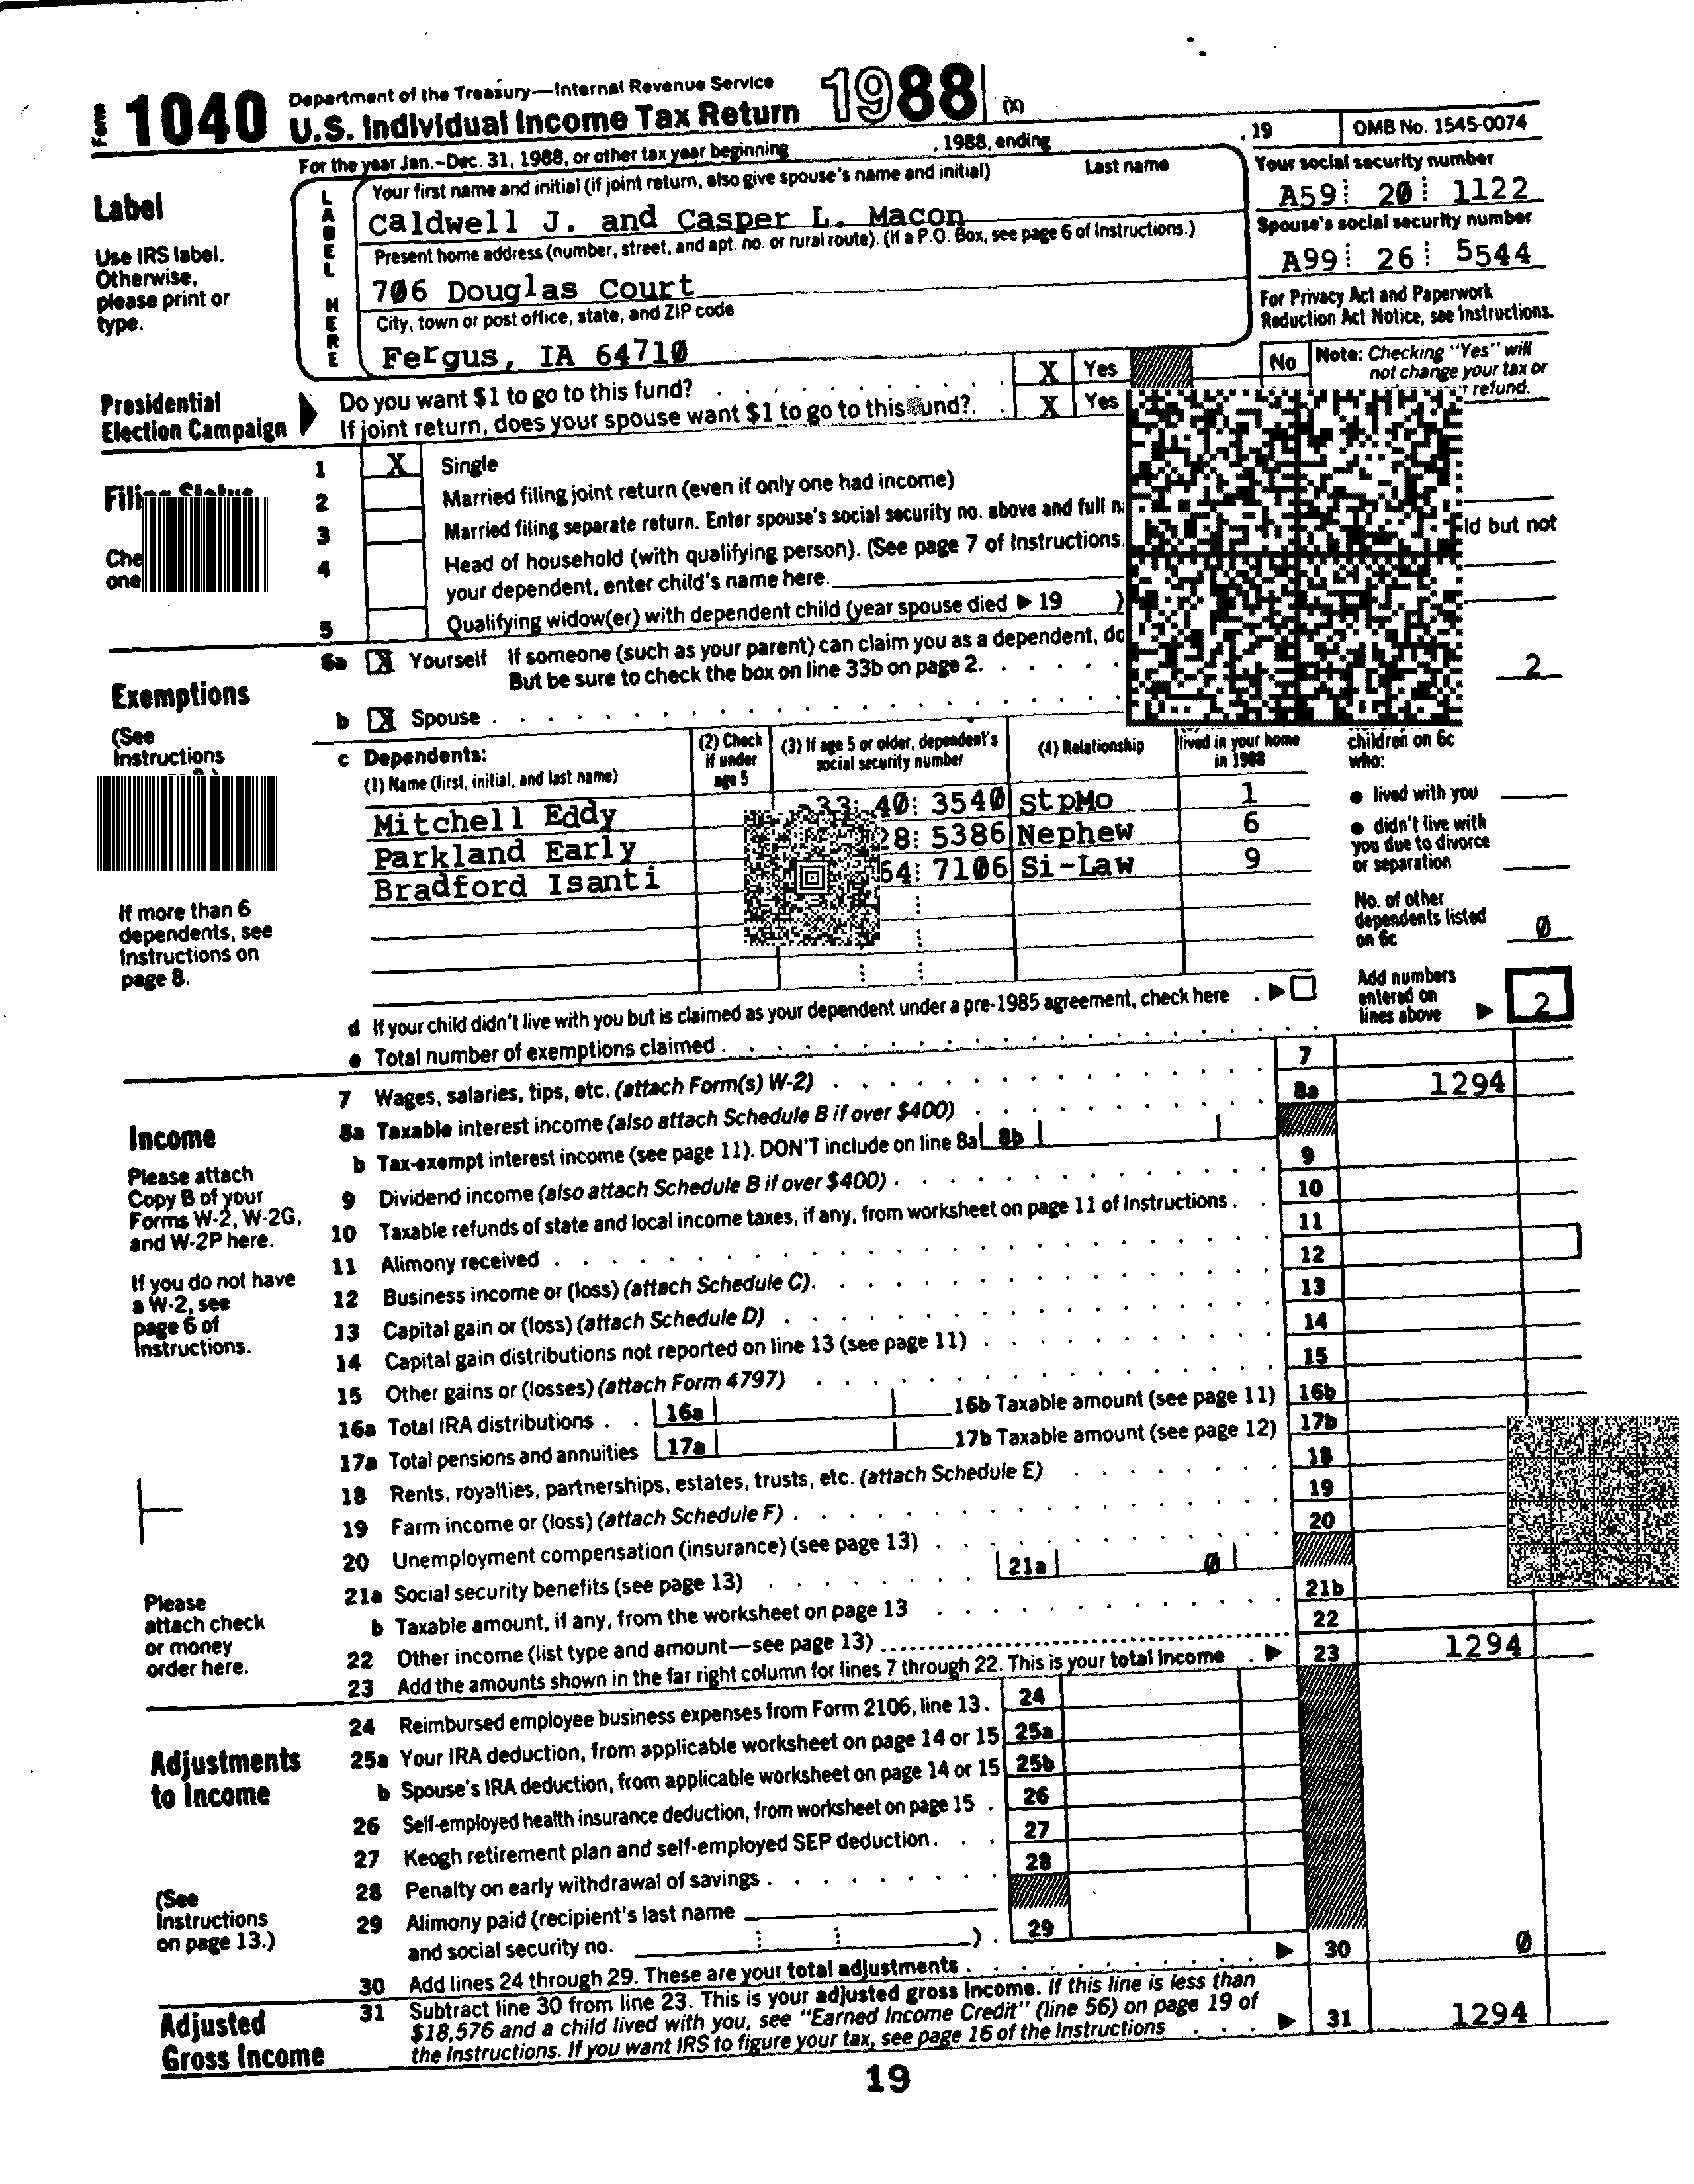 Form 1040 Department of the Treasury—Internal Revenue Service
U.S. Individual Income Tax Return 1988 (X)
For the year Jan.-Dec. 31, 1988, or other tax year beginning , 1988, ending , 19 OMB No. 1545-0074
Label
Use IRS label.
Otherwise,
please print or
type.
LABEL HERE
Your first name and initial (if joint return, also give spouse's name and initial) Last name
Caldwell J. and Casper L. Macon
Present home address (number, street, and apt. no. or rural route). (If a P.O. Box, see page 6 of Instructions.)
706 Douglas Court
City, town or post office, state, and ZIP code
Fergus, IA 64710
Your social security number
A59 20 1122
Spouse's social security number
A99 26 5544
For Privacy Act and Paperwork
Reduction Act Notice, see Instructions.
Presidential
Election Campaign
Do you want $1 to go to this fund? X Yes No
If joint return, does your spouse want $1 to go to this und? X Yes
Note: Checking "Yes" will
not change your tax or
refund.
Che
one
1 X Single
2 Married filing joint return (even if only one had income)
3 Married filing separate return. Enter spouse's social security no. above and full
4 Head of household (with qualifying person). (See page 7 of Instructions. ld but not
your dependent, enter child's name here.
5 Qualifying widow(er) with dependent child (year spouse died ▶ 19 )
Exemptions
(See
Instructions
6a X Yourself If someone (such as your parent) can claim you as a dependent, do
But be sure to check the box on line 33b on page 2. 2
b X Spouse
c Dependents:
(1) Name (first, initial, and last name)
(2) Check
if under
age 5
(3) If age 5 or older, dependent's
social security number
(4) Relationship
lived in your home
in 1988
children on 6c
who:
Mitchell Eddy 40 3540 StpMo 1
Parkland Early 28 5386 Nephew 6
Bradford Isanti 64 7106 Si-Law 9
● lived with you
● didn't live with
you due to divorce
or separation
No. of other
dependents listed
on 6c 0
If more than 6
dependents, see
Instructions on
page 8.
Add numbers
entered on
lines above ▶ 2
d If your child didn't live with you but is claimed as your dependent under a pre-1985 agreement, check here ▶
e Total number of exemptions claimed
Income
Please attach
Copy B of your
Forms W-2, W-2G,
and W-2P here.
If you do not have
a W-2, see
page 6 of
Instructions.
7 Wages, salaries, tips, etc. (attach Form(s) W-2) 7
8a Taxable interest income (also attach Schedule B if over $400) 8a 1294
b Tax-exempt interest income (see page 11). DON'T include on line 8a 8b
9 Dividend income (also attach Schedule B if over $400) 9
10 Taxable refunds of state and local income taxes, if any, from worksheet on page 11 of Instructions 10
11 Alimony received 11
12 Business income or (loss) (attach Schedule C) 12
13 Capital gain or (loss) (attach Schedule D) 13
14 Capital gain distributions not reported on line 13 (see page 11) 14
15 Other gains or (losses) (attach Form 4797) 15
16a Total IRA distributions 16a 16b Taxable amount (see page 11) 16b
17a Total pensions and annuities 17a 17b Taxable amount (see page 12) 17b
18 Rents, royalties, partnerships, estates, trusts, etc. (attach Schedule E) 18
19 Farm income or (loss) (attach Schedule F) 19
20 Unemployment compensation (insurance) (see page 13) 20
21a Social security benefits (see page 13) 21a 0
b Taxable amount, if any, from the worksheet on page 13 21b
22 Other income (list type and amount—see page 13) 22
23 Add the amounts shown in the far right column for lines 7 through 22. This is your total income ▶ 23 1294
Please
attach check
or money
order here.
Adjustments
to Income
(See
Instructions
on page 13.)
24 Reimbursed employee business expenses from Form 2106, line 13. 24
25a Your IRA deduction, from applicable worksheet on page 14 or 15 25a
b Spouse's IRA deduction, from applicable worksheet on page 14 or 15 25b
26 Self-employed health insurance deduction, from worksheet on page 15 26
27 Keogh retirement plan and self-employed SEP deduction 27
28 Penalty on early withdrawal of savings 28
29 Alimony paid (recipient's last name
and social security no. ) 29
30 Add lines 24 through 29. These are your total adjustments ▶ 30 0
Adjusted
Gross Income
31 Subtract line 30 from line 23. This is your adjusted gross income. If this line is less than
$18,576 and a child lived with you, see "Earned Income Credit" (line 56) on page 19 of
the Instructions. If you want IRS to figure your tax, see page 16 of the Instructions ▶ 31 1294
19